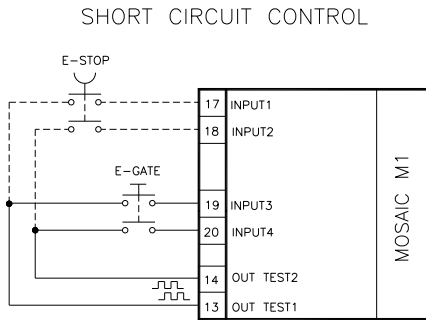 SHORT CIRCUIT CONTROL
E-STOP
17 INPUT1
18 INPUT2
E-GATE
19 INPUT3
20 INPUT4
14 OUT TEST2
13 OUT TEST1
MOSAIC M1